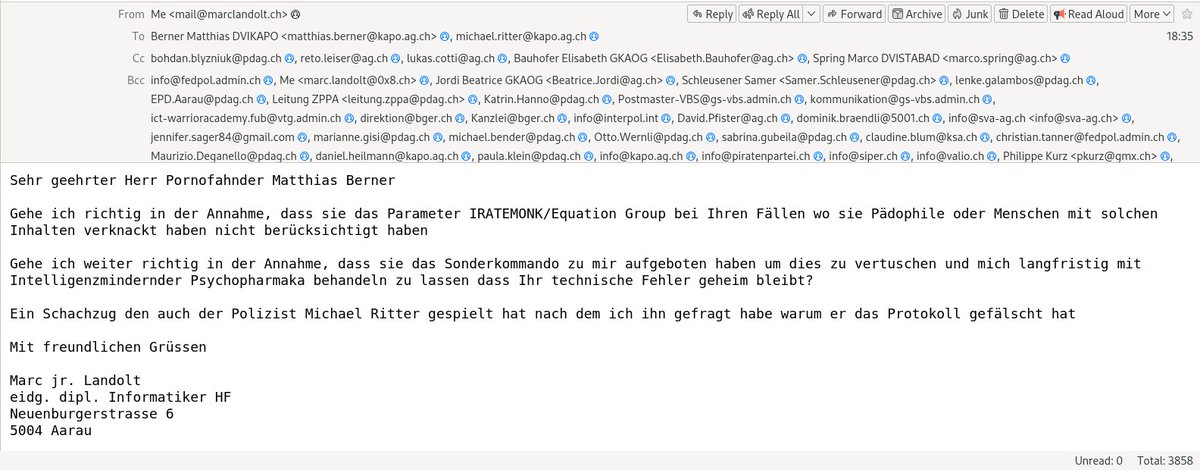 From Me <mail@marclandolt.ch>
Reply Reply All Forward Archive Junk Delete Read Aloud More
To Berner Matthias DVIKAPO <matthias.berner@kapo.ag.ch> , michael.ritter@kapo.ag.ch
18:35
Cc bohdan.blyzniuk@pdag.ch , reto.leiser@ag.ch , lukas.cotti@ag.ch , Bauhofer Elisabeth GKAOG <Elisabeth.Bauhofer@ag.ch> , Spring Marco DVISTABAD <marco.spring@ag.ch>
Bcc info@fedpol.admin.ch , Me <marc.landolt@0x8.ch> , Jordi Beatrice GKAOG <Beatrice.Jordi@ag.ch> , Schleusener Samer <Samer.Schleusener@pdag.ch> , lenke.galambos@pdag.ch ,
EPD.Aarau@pdag.ch , Leitung ZPPA <leitung.zppa@pdag.ch> , Katrin.Hanno@pdag.ch , Postmaster-VBS@gs-vbs.admin.ch , kommunikation@gs-vbs.admin.ch ,
ict-warrioracademy.fub@vtg.admin.ch , direktion@bger.ch , Kanzlei@bger.ch , info@interpol.int , David.Pfister@ag.ch , dominik.braendli@5001.ch , info@sva-ag.ch <info@sva-ag.ch> ,
jennifer.sager84@gmail.com , marianne.gisi@pdag.ch , michael.bender@pdag.ch , Otto.Wernli@pdag.ch , sabrina.gubeila@pdag.ch , claudine.blum@ksa.ch , christian.tanner@fedpol.admin.ch ,
Maurizio.Deganello@pdag.ch , daniel.heilmann@kapo.ag.ch , paula.klein@pdag.ch , info@kapo.ag.ch , info@piratenpartei.ch , info@siper.ch , info@valio.ch , Philippe Kurz <pkurz@gmx.ch> ,
Sehr geehrter Herr Pornofahnder Matthias Berner
Gehe ich richtig in der Annahme, dass sie das Parameter IRATEMONK/Equation Group bei Ihren Fällen wo sie Pädophile oder Menschen mit solchen
Inhalten verknackt haben nicht berücksichtigt haben
Gehe ich weiter richtig in der Annahme, dass sie das Sonderkommando zu mir aufgeboten haben um dies zu vertuschen und mich langfristig mit
Intelligenzmindernder Psychopharmaka behandeln zu lassen dass Ihr technische Fehler geheim bleibt?
Ein Schachzug den auch der Polizist Michael Ritter gespielt hat nach dem ich ihn gefragt habe warum er das Protokoll gefälscht hat
Mit freundlichen Grüssen
Marc jr. Landolt
eidg. dipl. Informatiker HF
Neuenburgerstrasse 6
5004 Aarau
Unread: 0 Total: 3858